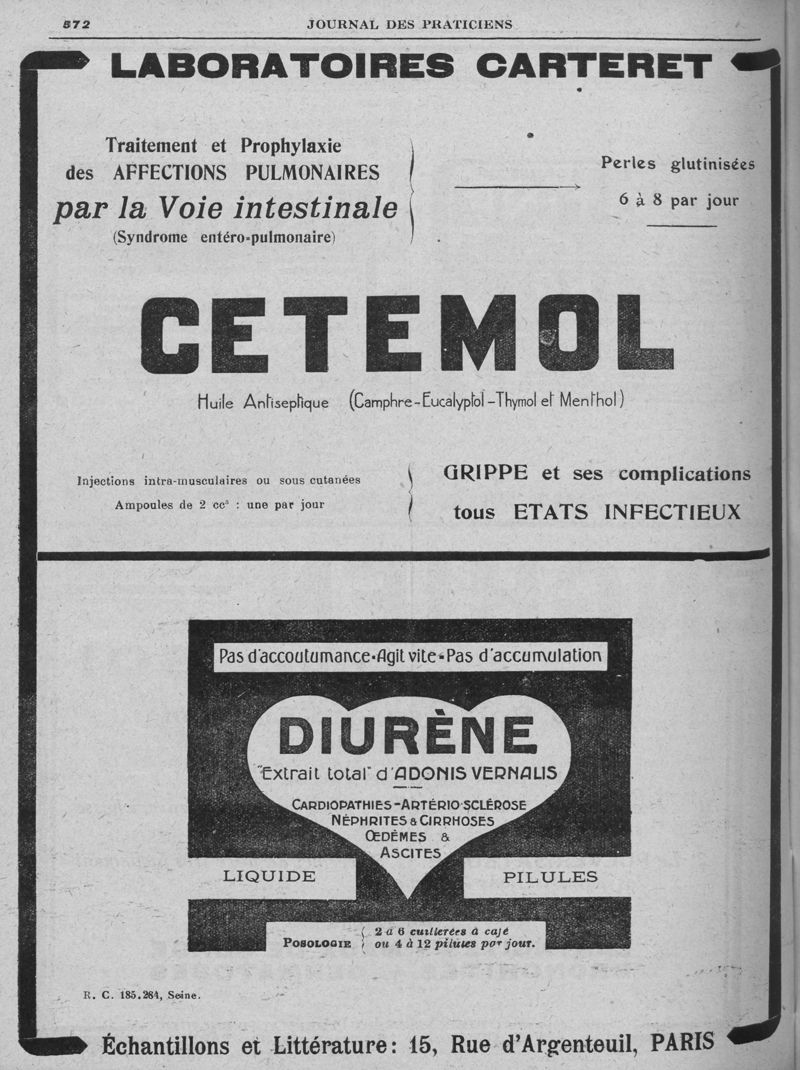 572
JOURNAL DES PRATICIENS
LABORATOIRES CARTERET
Traitement et Prophylaxie
des AFFECTIONS PULMONAIRES
par la Voie intestinale
(Syndrome entéro-pulmonaire)
Perles glutinisées
6 à 8 par jour
CETEMOL
Huile Antiseptique (Camphre-Eucalyptol-Thymol et Menthol)
Injections intra-musculaires ou sous cutanées
Ampoules de 2 cc³ : une par jour
GRIPPE et ses complications
tous ETATS INFECTIEUX
Pas d'accoutumance-Agit vite-Pas d'accumulation
DIURÈNE
"Extrait total" d'ADONIS VERNALIS
CARDIOPATHIES-ARTÉRIO-SCLÉROSE
NÉPHRITES & CIRRHOSES
ŒDÈMES &
ASCITES
LIQUIDE
PILULES
POSOLOGIE { 2 à 6 cuillerées à café
ou 4 à 12 pilules par jour.
R. C. 185.264, Seine.
Échantillons et Littérature: 15, Rue d'Argenteuil, PARIS